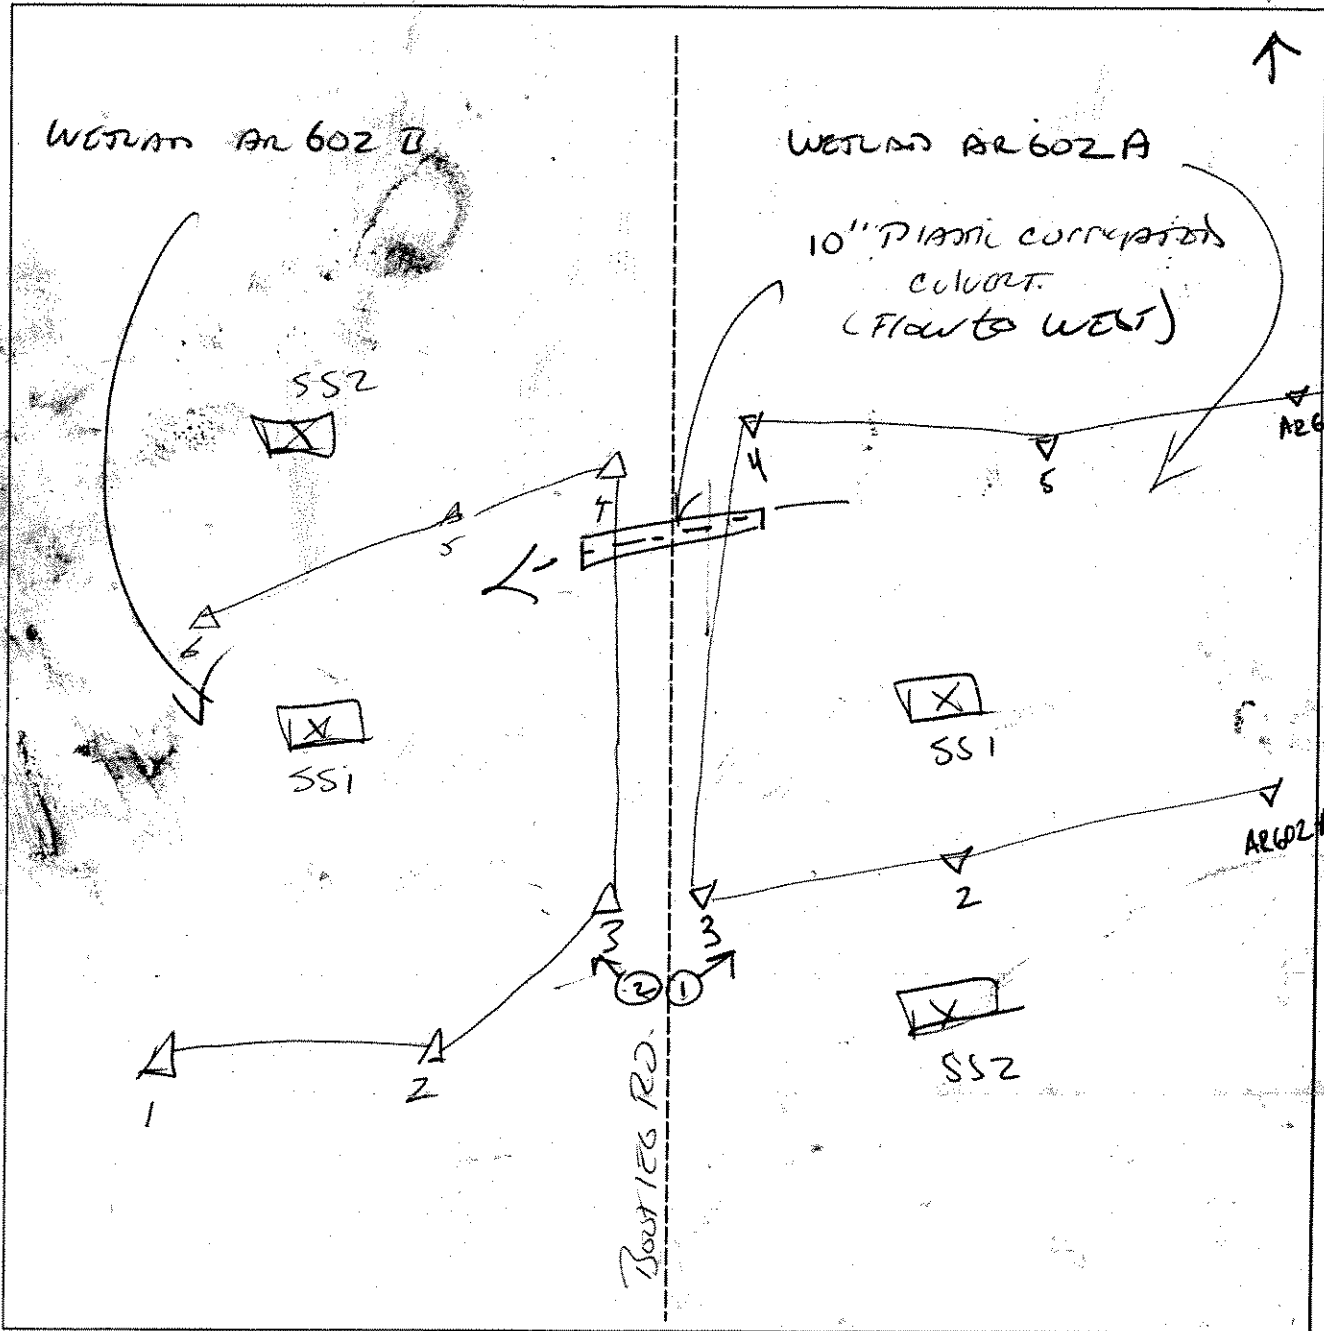 WETLAND AR 602 B
WETLAND AR 602 A
10" PLASTIC CORRUGATED
CULVERT.
(FLOW TO WEST)
SS2
4
5
AR6
4
5
6
SS1
SS1
AR602
2
3
3
2
1
1
2
SS2
BOOTLEG RD.